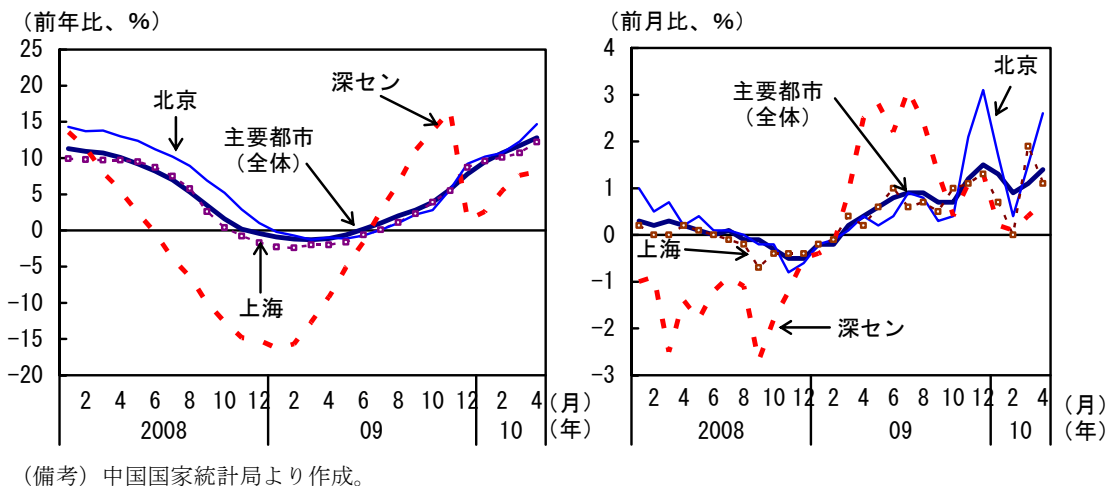 （前年比、％）
25
20
15
10
5
0
−5
−10
−15
−20
北京
深セン
主要都市
（全体）
上海
2 4 6 8 10 12 2 4 6 8 10 12 2 4 （月）
2008 09 10 （年）
（前月比、％）
4
3
2
1
0
−1
−2
−3
北京
主要都市
（全体）
上海
深セン
2 4 6 8 10 12 2 4 6 8 10 12 2 4 （月）
2008 09 10 （年）
（備考）中国国家統計局より作成。